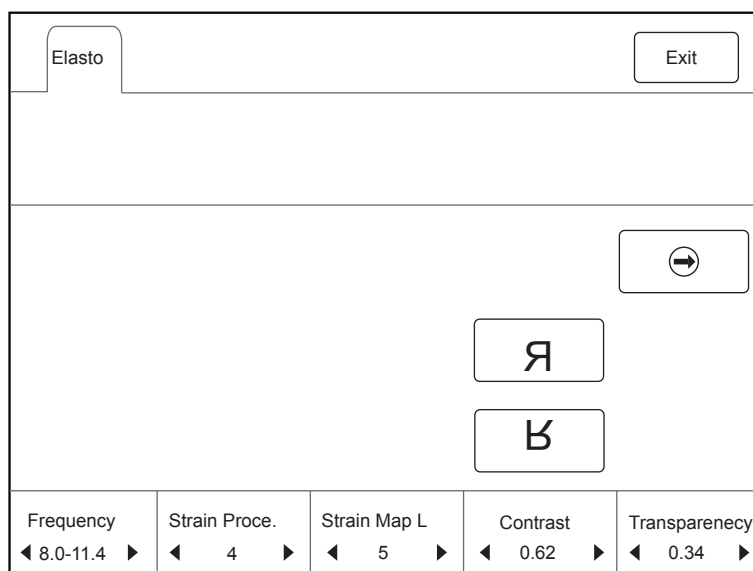 Elasto
Exit
Я
R
Frequency
Strain Proce.
Strain Map L
Contrast
Transparenecy
8.0-11.4
4
5
0.62
0.34